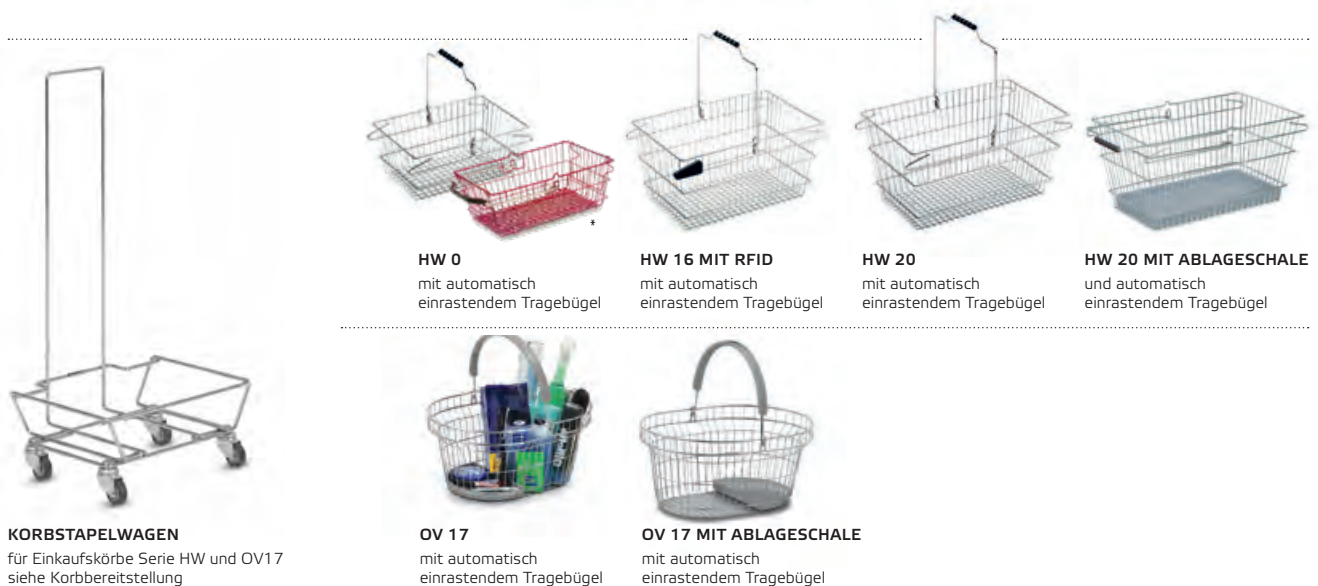 *
HW 0
mit automatisch
einrastendem Tragebügel
HW 16 MIT RFID
mit automatisch
einrastendem Tragebügel
HW 20
mit automatisch
einrastendem Tragebügel
HW 20 MIT ABLAGESCHALE
und automatisch
einrastendem Tragebügel
KORBSTAPELWAGEN
für Einkaufskörbe Serie HW und OV17
siehe Korbbereitstellung
OV 17
mit automatisch
einrastendem Tragebügel
OV 17 MIT ABLAGESCHALE
mit automatisch
einrastendem Tragebügel